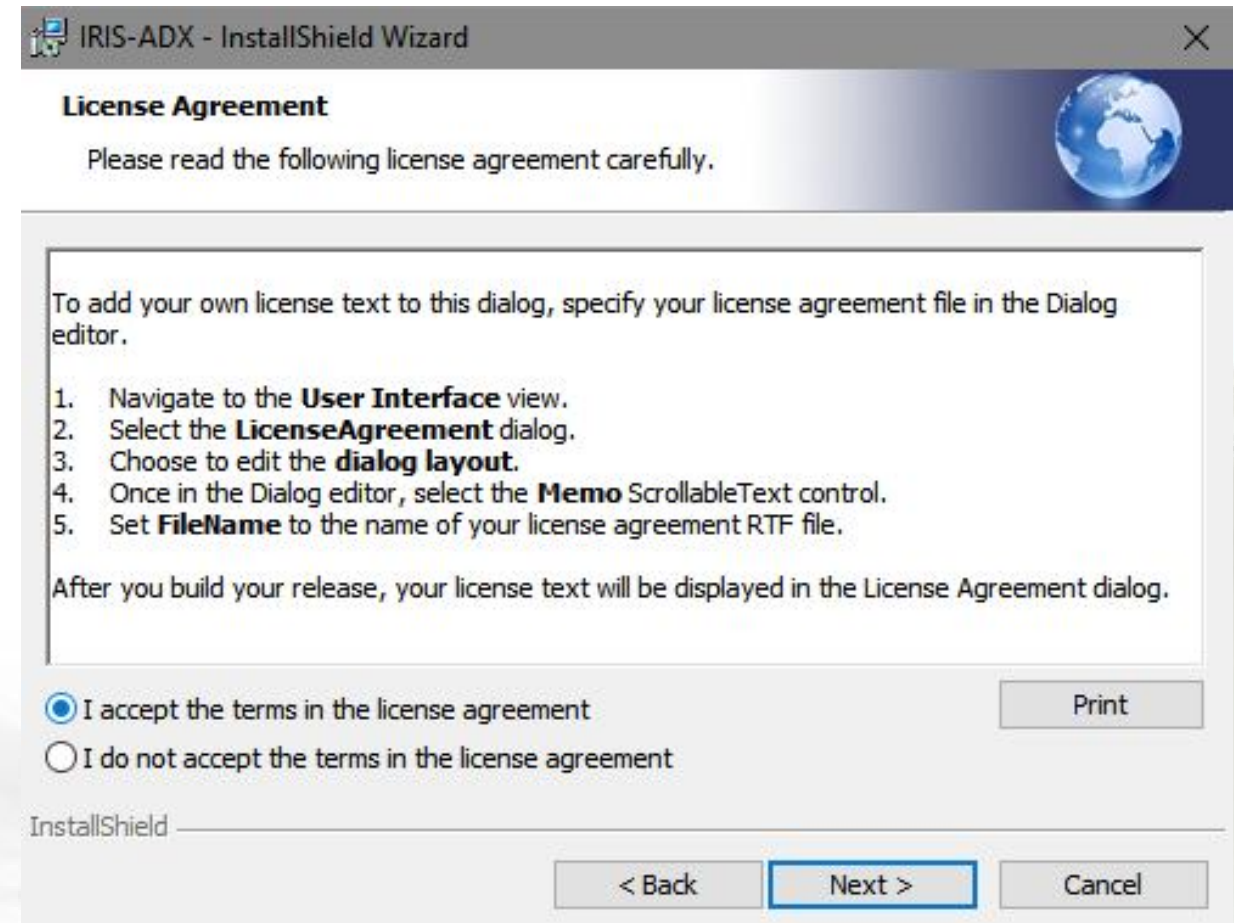 IRIS-ADX - InstallShield Wizard
License Agreement
Please read the following license agreement carefully.
To add your own license text to this dialog, specify your license agreement file in the Dialog
editor.
1. Navigate to the User Interface view.
2. Select the LicenseAgreement dialog.
3. Choose to edit the dialog layout.
4. Once in the Dialog editor, select the Memo ScrollableText control.
5. Set FileName to the name of your license agreement RTF file.
After you build your release, your license text will be displayed in the License Agreement dialog.
I accept the terms in the license agreement
Print
I do not accept the terms in the license agreement
InstallShield
< Back
Next >
Cancel